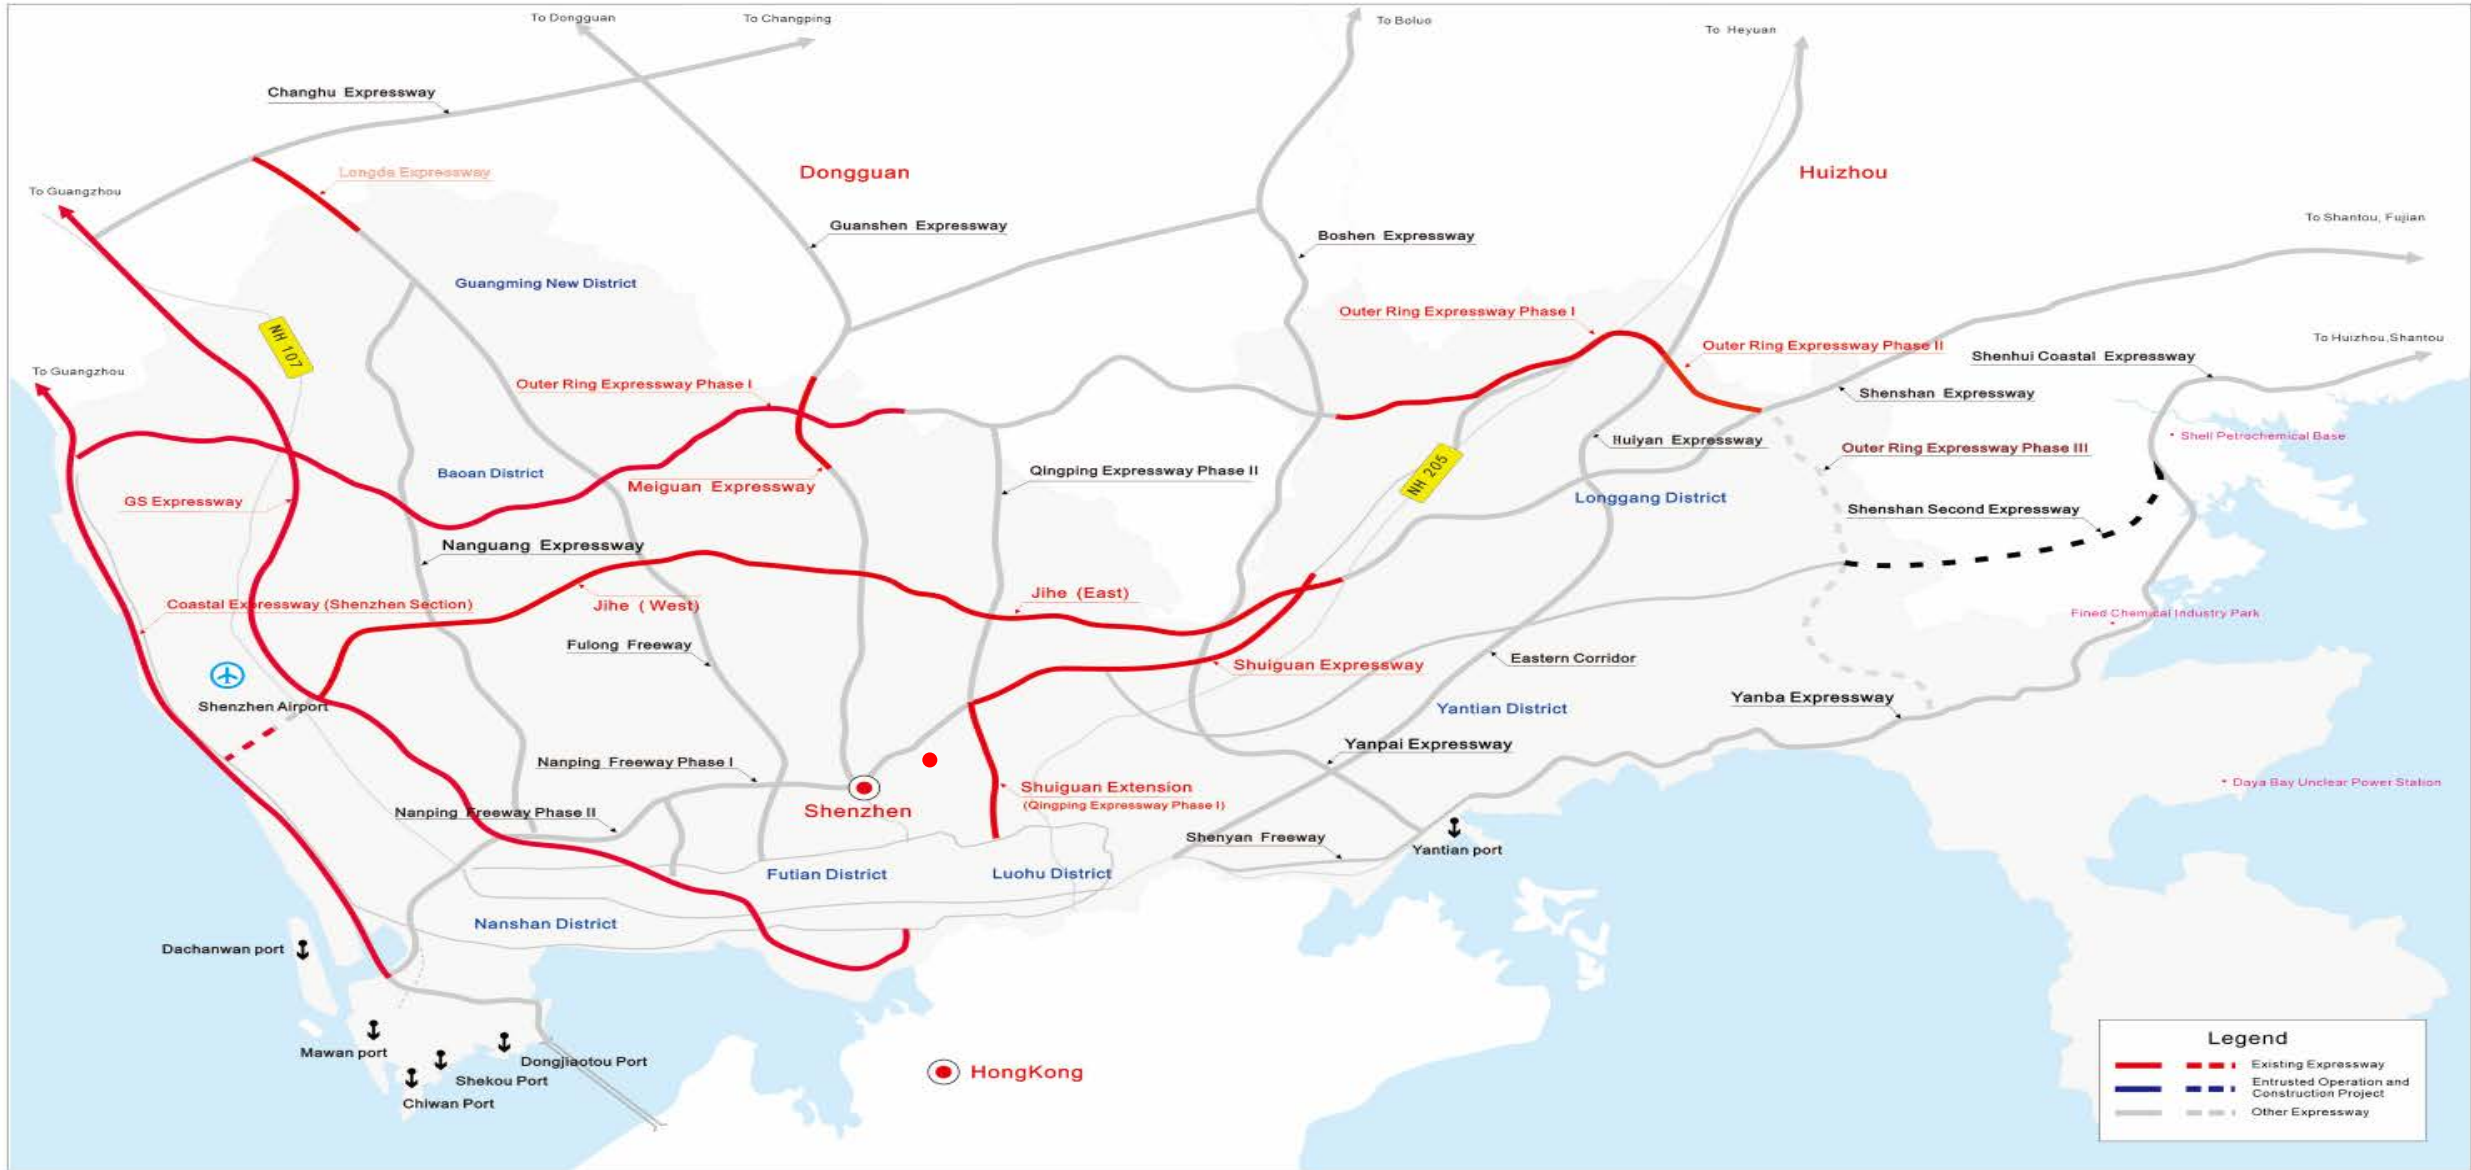 To Dongguan
To Changping
To Boluo
To Heyuan
Changhu Expressway
Longda Expressway
Dongguan
Huizhou
To Guangzhou
Guanshen Expressway
Boshen Expressway
To Shantou, Fujian
Guangming New District
NH 107
Outer Ring Expressway Phase I
Outer Ring Expressway Phase II
To Huizhou,Shantou
Shenhui Coastal Expressway
To Guangzhou
Outer Ring Expressway Phase I
Shenshan Expressway
Huiyan Expressway
Shell Petrochemical Base
Outer Ring Expressway Phase III
Baoan District
Qingping Expressway Phase II
NH 205
Meiguan Expressway
GS Expressway
Longgang District
Shenshan Second Expressway
Nanguang Expressway
Coastal Expressway (Shenzhen Section)
Jihe ( West)
Jihe (East)
Fined Chemical Industry Park
Fulong Freeway
Shuiguan Expressway
Eastern Corridor
Shenzhen Airport
Yanba Expressway
Yantian District
Yanpai Expressway
Nanping Freeway Phase I
Shuiguan Extension
(Qingping Expressway Phase I)
Daya Bay Unclear Power Station
Shenzhen
Nanping Freeway Phase II
Shenyan Freeway
Yantian port
Futian District
Luohu District
Nanshan District
Dachanwan port
Mawan port
Dongjiaotou Port
Shekou Port
Chiwan Port
HongKong
Legend
Existing Expressway
Entrusted Operation and
Construction Project
Other Expressway